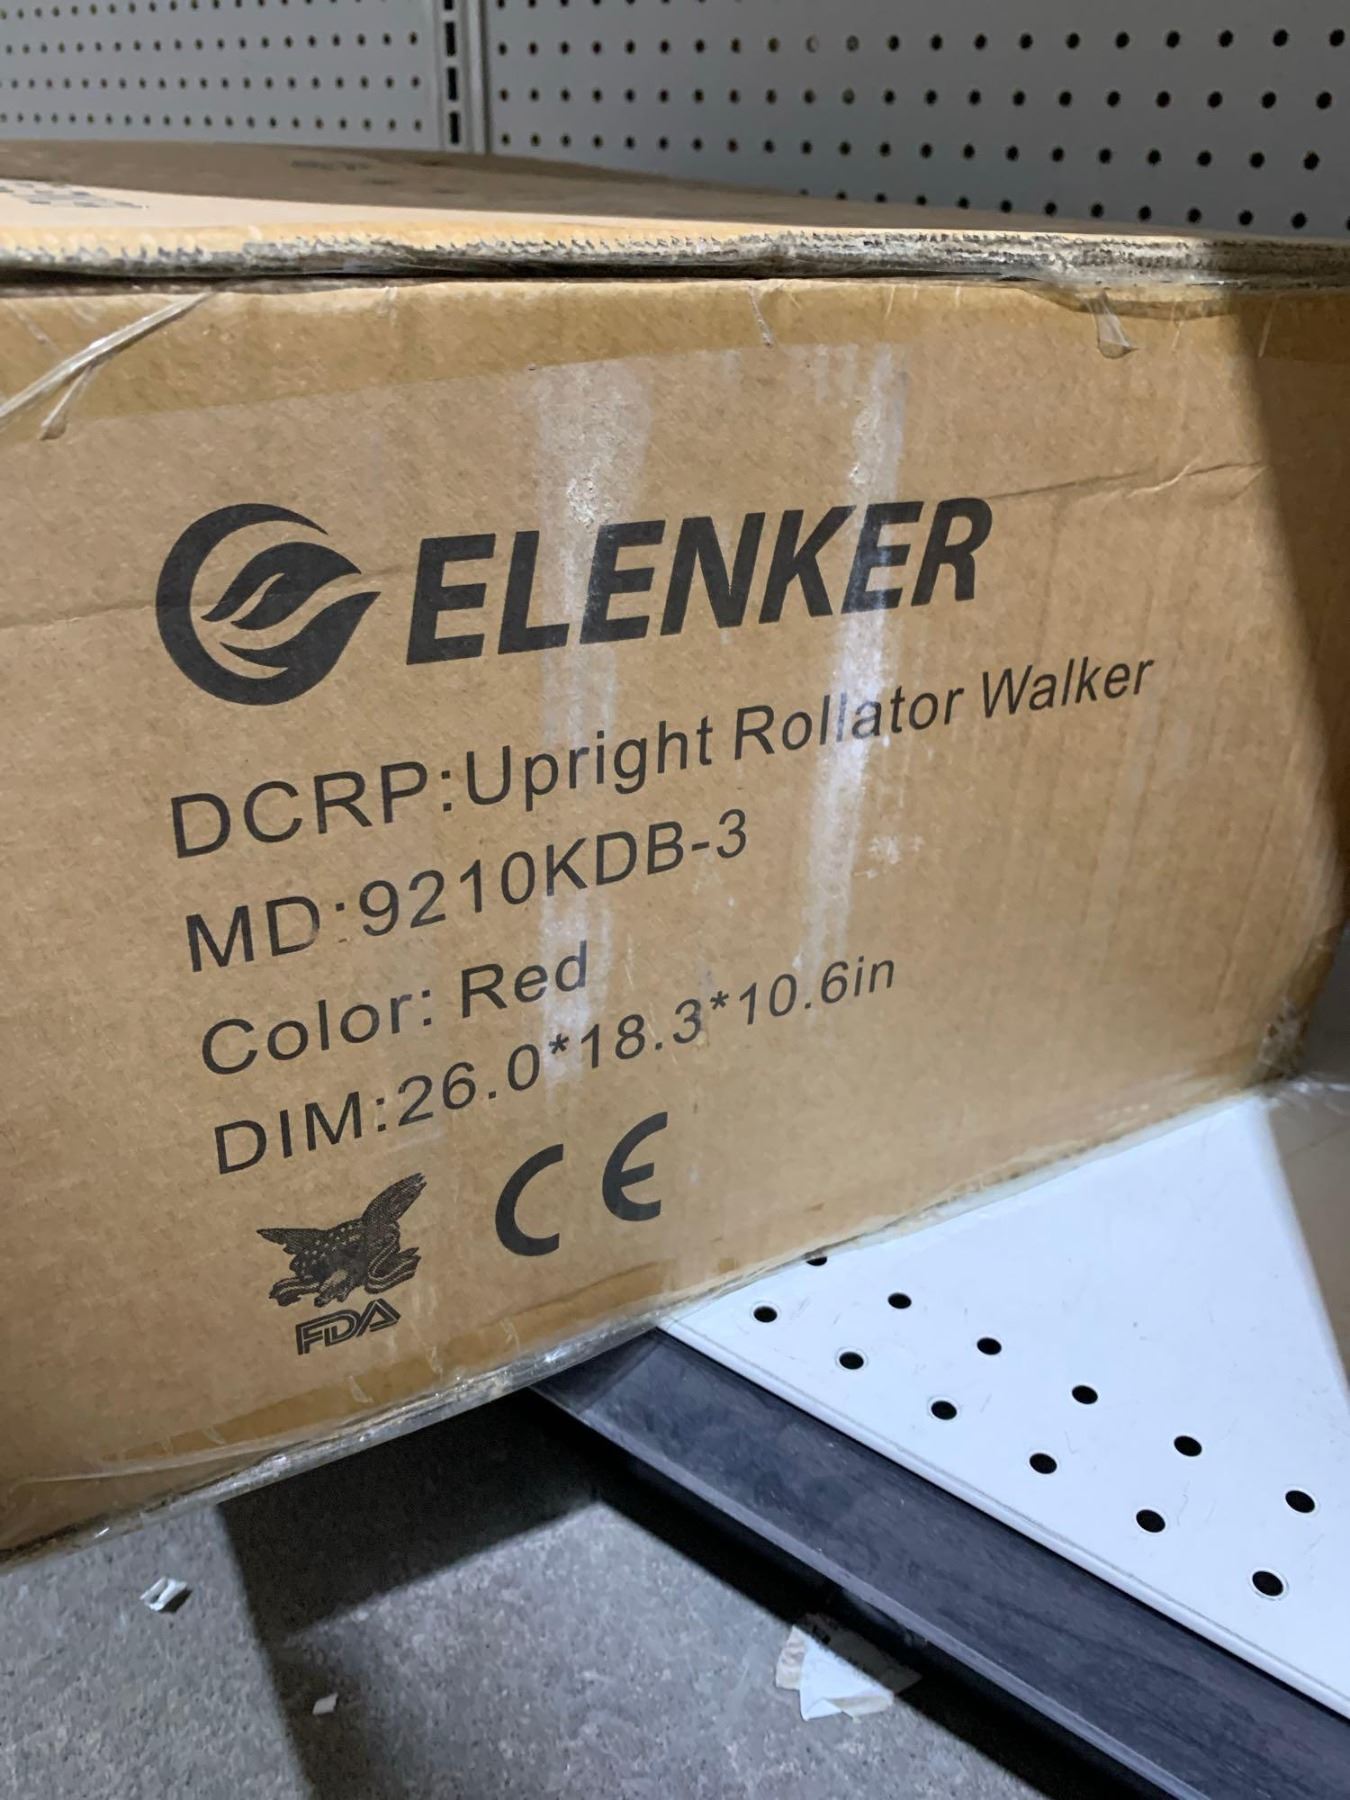 ELENKER
DCRP:Upright Rollator Walker
MD:9210KDB-3
Color: Red
DIM:26.0*18.3*10.6in
CE
FDA